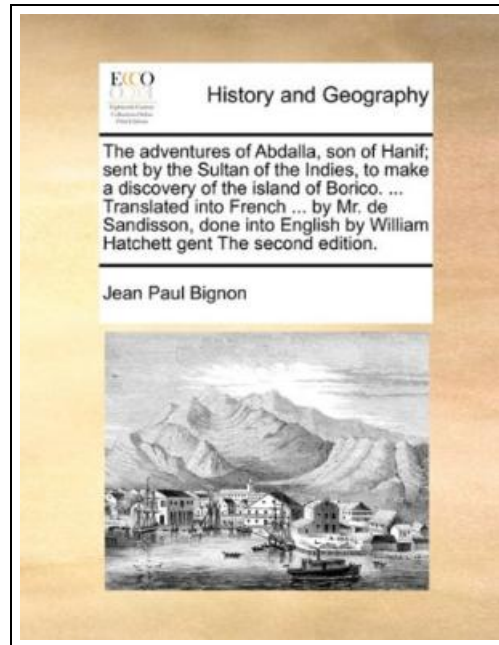 ECCO
History and Geography
The adventures of Abdalla, son of Hanif;
sent by the Sultan of the Indies, to make
a discovery of the island of Borico. ...
Translated into French ... by Mr. de
Sandisson, done into English by William
Hatchett gent The second edition.
Jean Paul Bignon